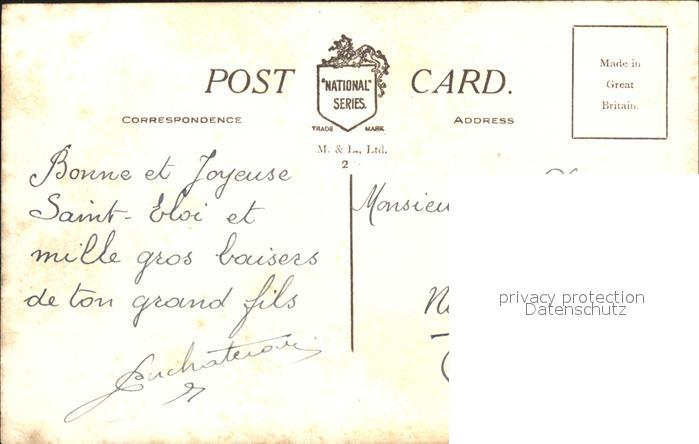 POST CARD.
"NATIONAL"
SERIES.
TRADE MARK
M. & L., Ltd.
2
Made in
Great
Britain.
CORRESPONDENCE
ADDRESS
Bonne et Joyeuse
Saint-Eloi et
mille gros baisers
de ton grand fils
Monsieu
privacy protection
Datenschutz